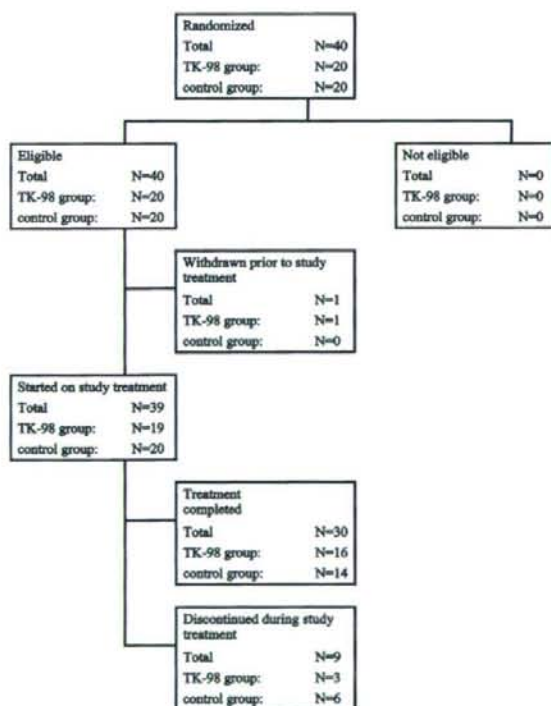 Randomized
Total N=40
TK-98 group: N=20
control group: N=20
Eligible
Total N=40
TK-98 group: N=20
control group: N=20
Not eligible
Total N=0
TK-98 group: N=0
control group: N=0
Withdrawn prior to study
treatment
Total N=1
TK-98 group: N=1
control group: N=0
Started on study treatment
Total N=39
TK-98 group: N=19
control group: N=20
Treatment
completed
Total N=30
TK-98 group: N=16
control group: N=14
Discontinued during study
treatment
Total N=9
TK-98 group: N=3
control group: N=6